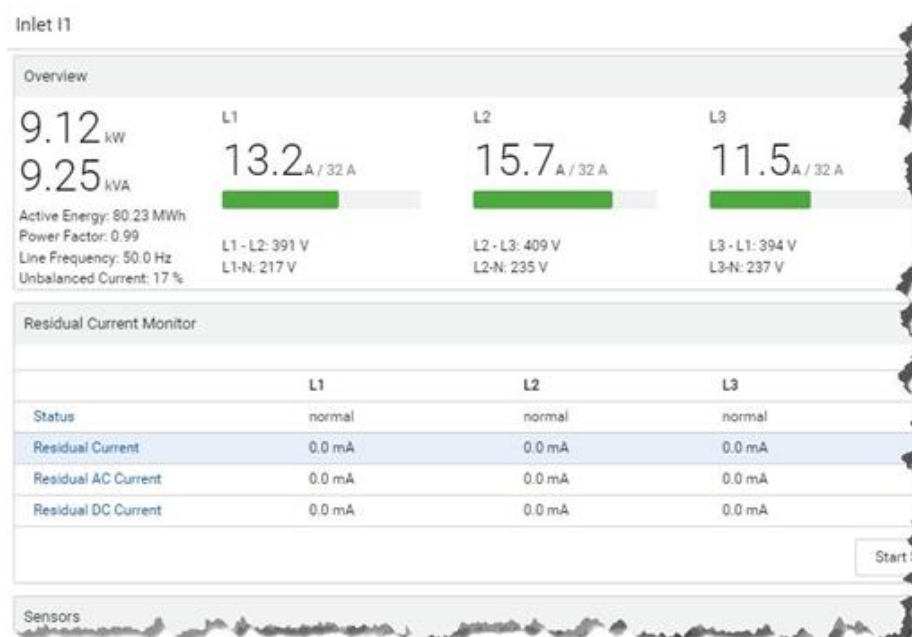 Inlet I1
Overview
9.12 kW
9.25 kVA
Active Energy: 80.23 MWh
Power Factor: 0.99
Line Frequency: 50.0 Hz
Unbalanced Current: 17 %
L1
13.2 A / 32 A
L1 - L2: 391 V
L1-N: 217 V
L2
15.7 A / 32 A
L2 - L3: 409 V
L2-N: 235 V
L3
11.5 A / 32 A
L3 - L1: 394 V
L3-N: 237 V
Residual Current Monitor
L1 L2 L3
Status normal normal normal
Residual Current 0.0 mA 0.0 mA 0.0 mA
Residual AC Current 0.0 mA 0.0 mA 0.0 mA
Residual DC Current 0.0 mA 0.0 mA 0.0 mA
Start
Sensors